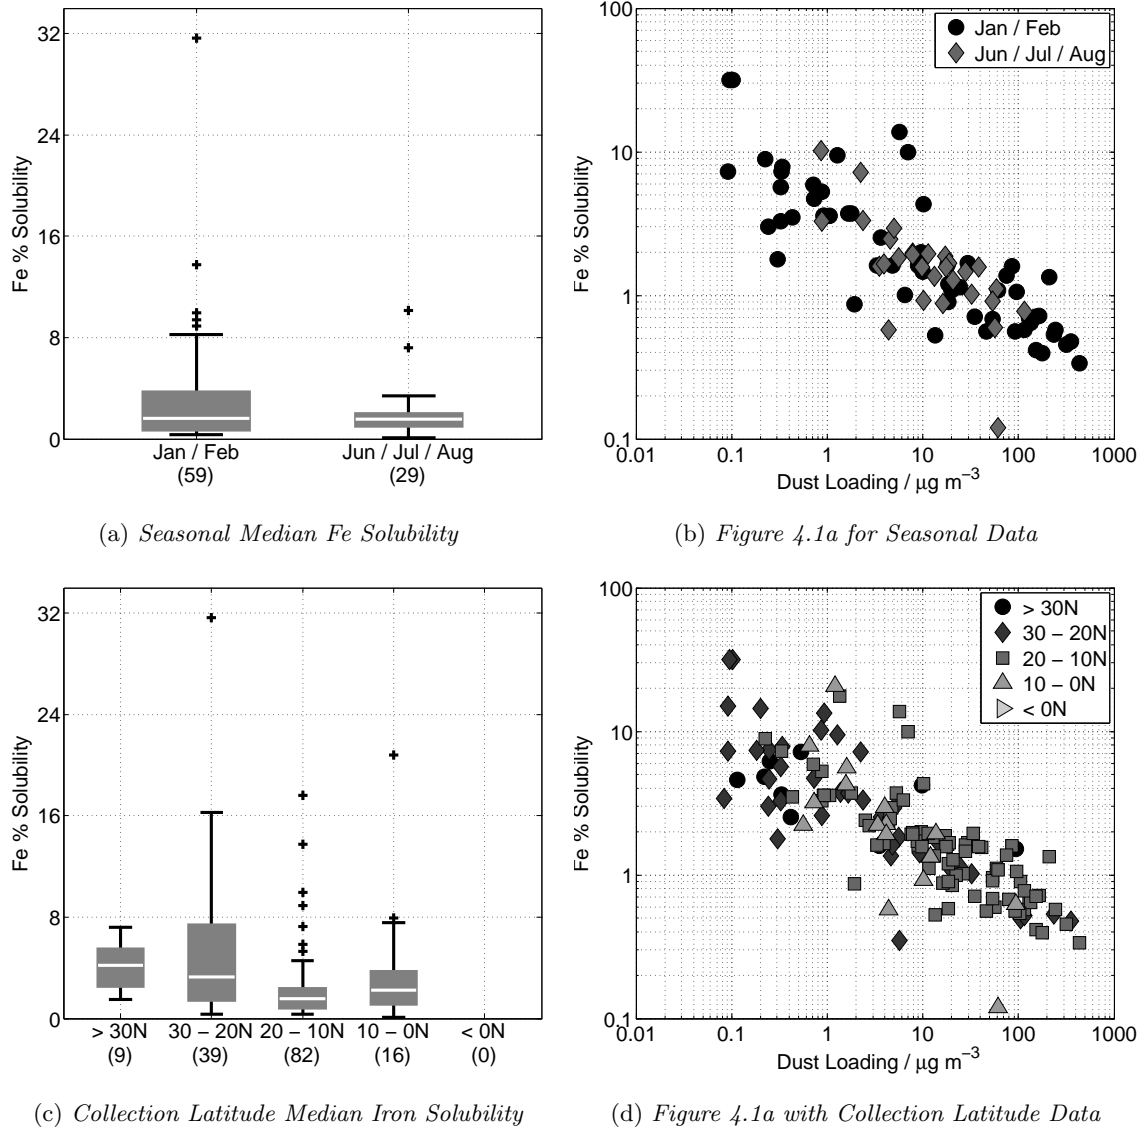 32
24
16
8
0
Fe % Solubility
Jan / Feb
(59)
Jun / Jul / Aug
(29)
(a) Seasonal Median Fe Solubility
100
10
1
0.1
Fe % Solubility
Jan / Feb
Jun / Jul / Aug
0.01 0.1 1 10 100 1000
Dust Loading / μg m⁻³
(b) Figure 4.1a for Seasonal Data
32
24
16
8
0
Fe % Solubility
> 30N 30 – 20N 20 – 10N 10 – 0N < 0N
(9) (39) (82) (16) (0)
(c) Collection Latitude Median Iron Solubility
100
10
1
0.1
Fe % Solubility
> 30N
30 – 20N
20 – 10N
10 – 0N
< 0N
0.01 0.1 1 10 100 1000
Dust Loading / μg m⁻³
(d) Figure 4.1a with Collection Latitude Data